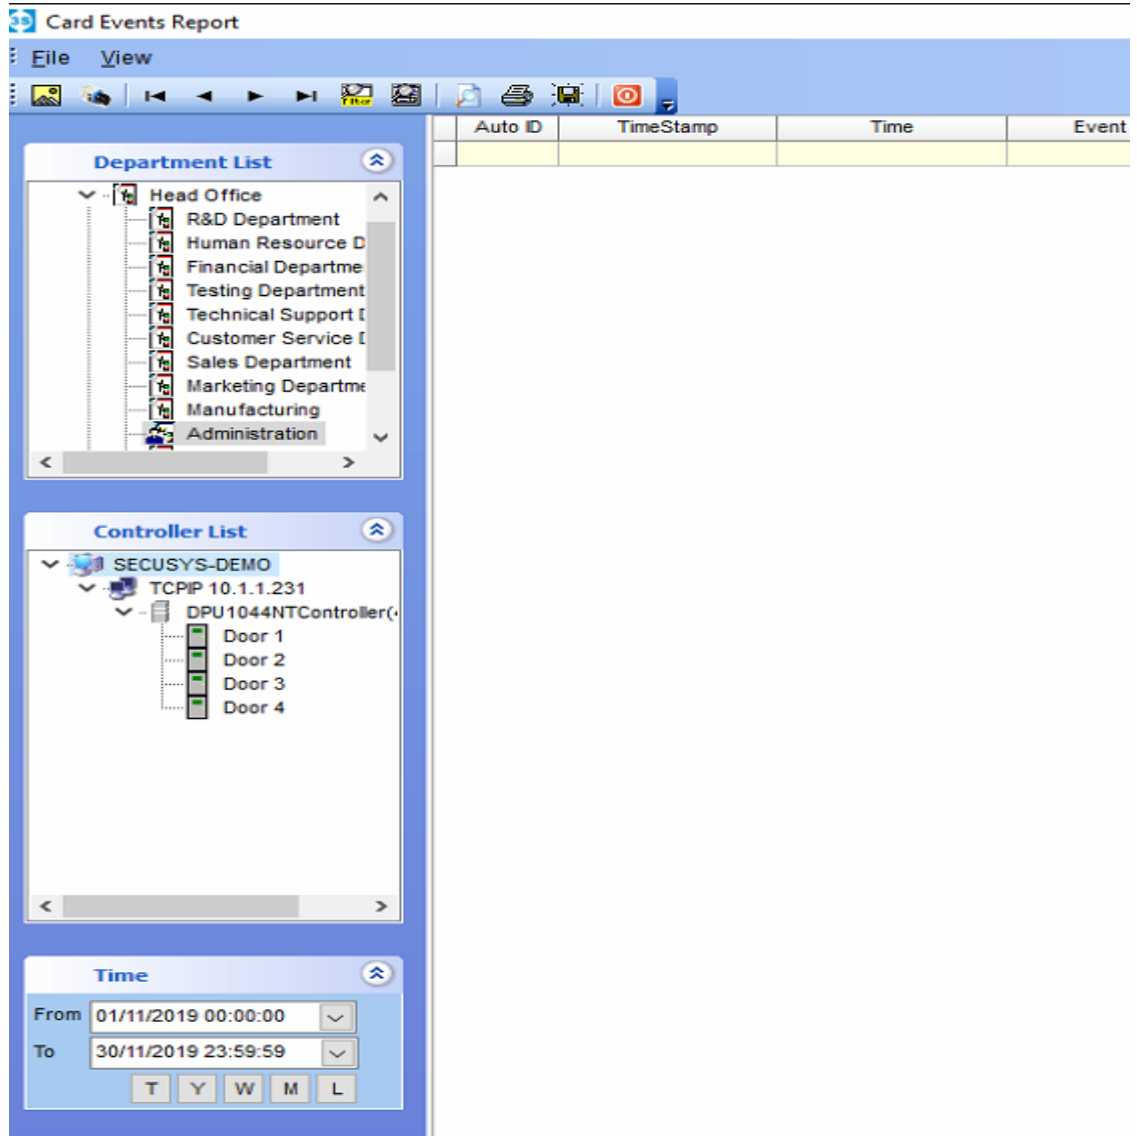 Card Events Report
File View
Filter
Auto ID TimeStamp Time Event
Department List
Head Office
R&D Department
Human Resource D
Financial Departme
Testing Department
Technical Support D
Customer Service D
Sales Department
Marketing Departme
Manufacturing
Administration
Controller List
SECUSYS-DEMO
TCPIP 10.1.1.231
DPU1044NTController(
Door 1
Door 2
Door 3
Door 4
Time
From 01/11/2019 00:00:00
To 30/11/2019 23:59:59
T Y W M L